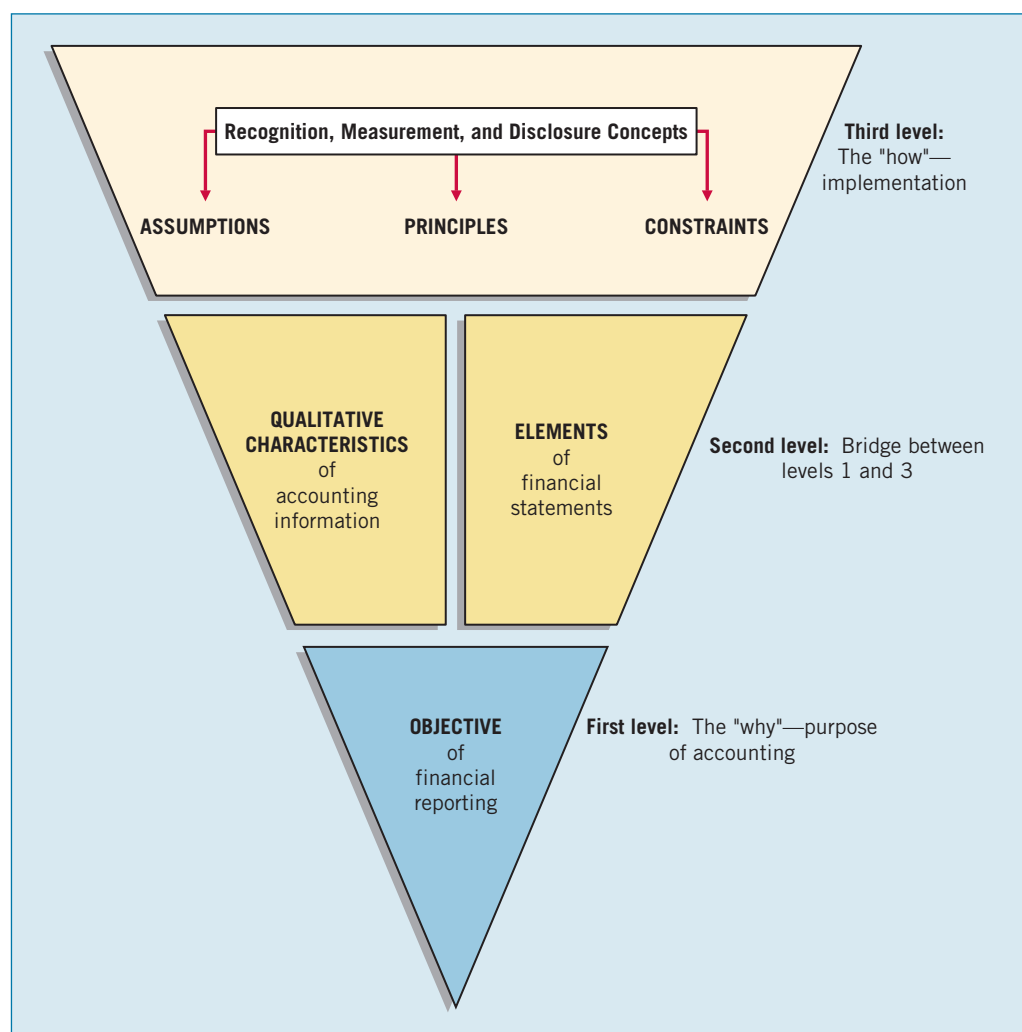 Recognition, Measurement, and Disclosure Concepts
ASSUMPTIONS
PRINCIPLES
CONSTRAINTS
Third level:
The "how"—
implementation
QUALITATIVE
CHARACTERISTICS
of
accounting
information
ELEMENTS
of
financial
statements
Second level: Bridge between
levels 1 and 3
OBJECTIVE
of
financial
reporting
First level: The "why"—purpose
of accounting